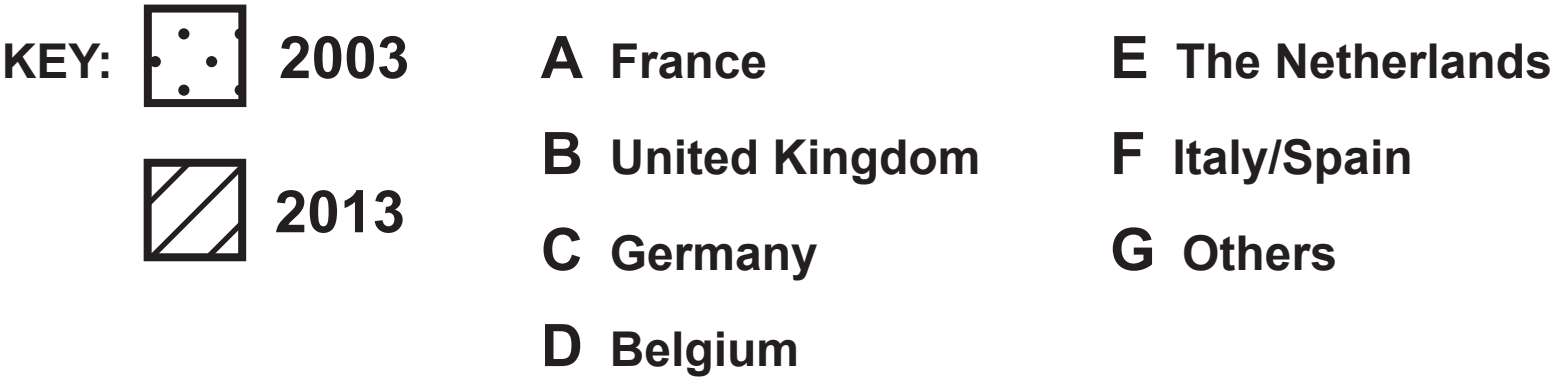 KEY: 2003
2013
A France
B United Kingdom
C Germany
D Belgium
E The Netherlands
F Italy/Spain
G Others